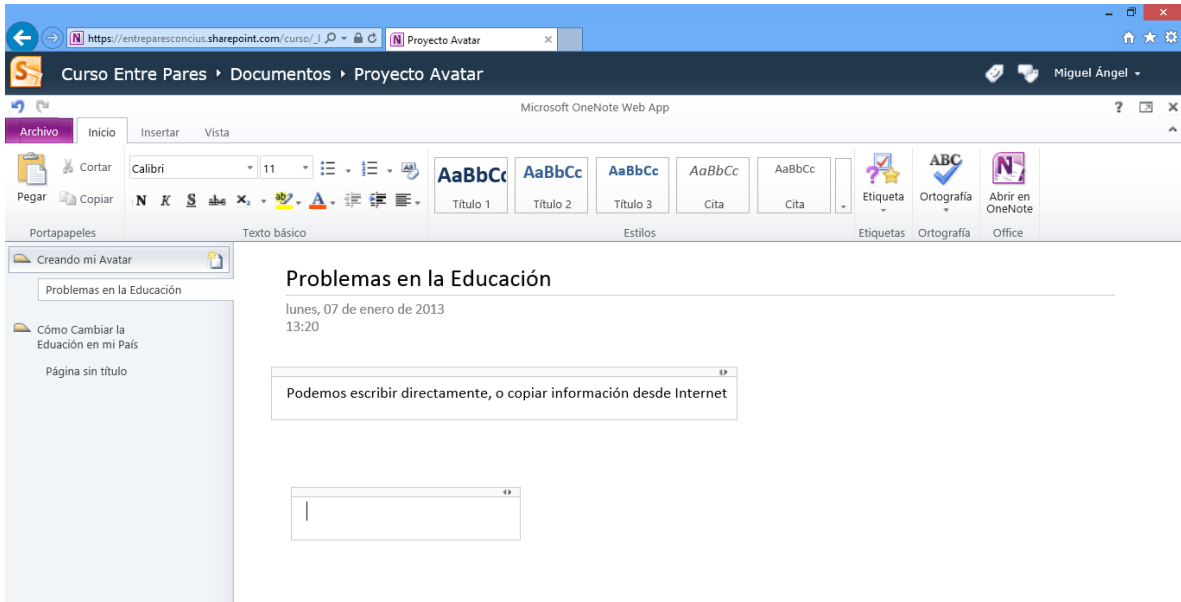 https://entreparesconcius.sharepoint.com/curso/_l
Proyecto Avatar
Curso Entre Pares Documentos Proyecto Avatar
Miguel Ángel
Microsoft OneNote Web App
Archivo Inicio Insertar Vista
Pegar
Cortar
Copiar
Portapapeles
Calibri 11
N K S abc X₂ ab A
Texto básico
AaBbCc AaBbCc AaBbCc AaBbCc AaBbCc
Título 1 Título 2 Título 3 Cita Cita
Estilos
Etiqueta
Etiquetas
ABC
Ortografía
Ortografía
Abrir en
OneNote
Office
Creando mi Avatar
Problemas en la Educación
Cómo Cambiar la
Eduación en mi País
Página sin título
Problemas en la Educación
lunes, 07 de enero de 2013
13:20
Podemos escribir directamente, o copiar información desde Internet